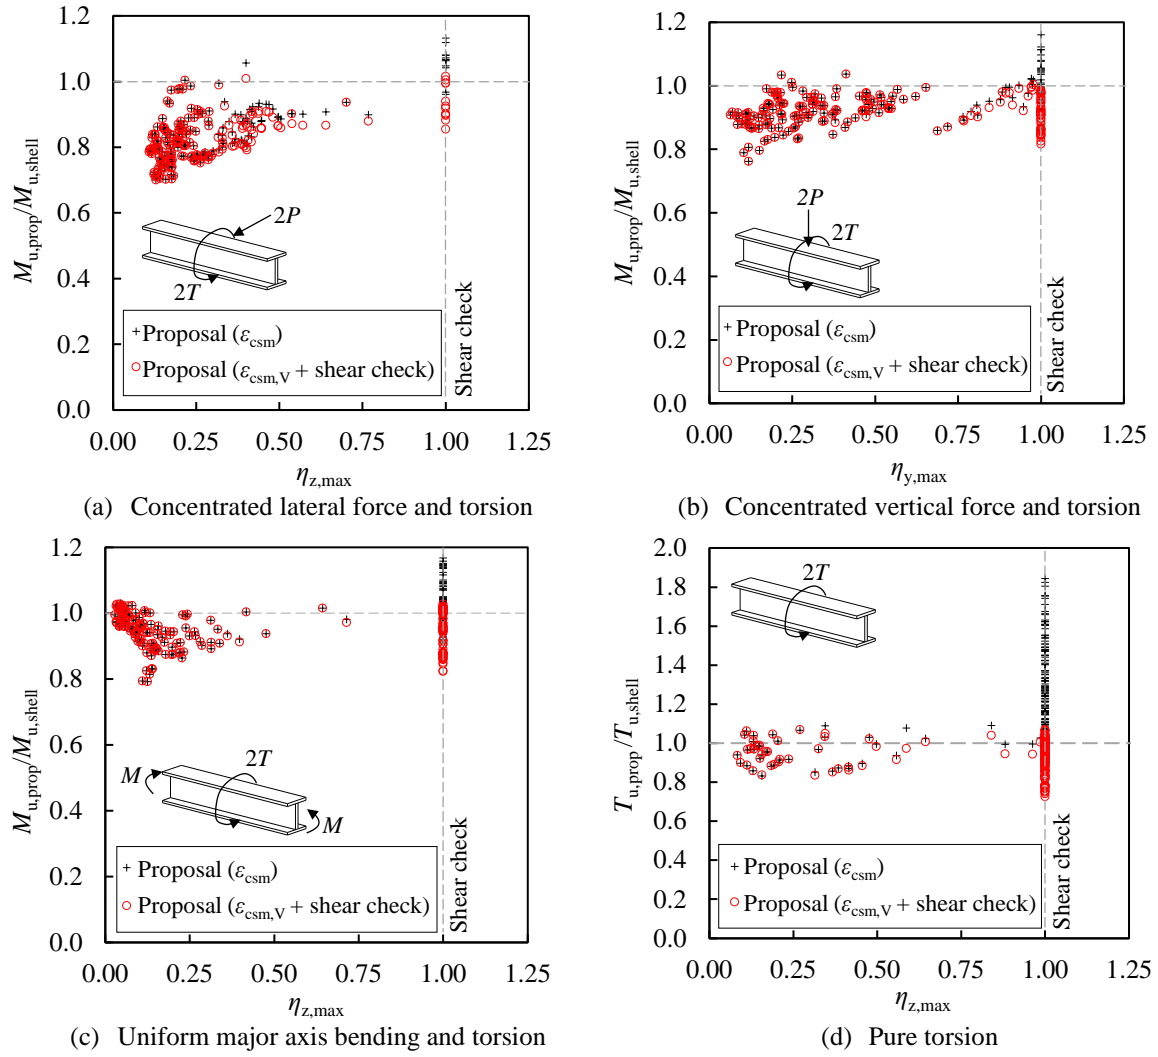 1.2
1.0
0.8
0.6
0.4
0.2
0.0
M_u,prop/M_u,shell
2P
2T
+ Proposal (ε_csm)
○ Proposal (ε_csm,V + shear check)
Shear check
0.00 0.25 0.50 0.75 1.00 1.25
η_z,max
(a) Concentrated lateral force and torsion
1.2
1.0
0.8
0.6
0.4
0.2
0.0
M_u,prop/M_u,shell
2P
2T
+ Proposal (ε_csm)
○ Proposal (ε_csm,V + shear check)
Shear check
0.00 0.25 0.50 0.75 1.00 1.25
η_y,max
(b) Concentrated vertical force and torsion
1.2
1.0
0.8
0.6
0.4
0.2
0.0
M_u,prop/M_u,shell
M
2T
M
+ Proposal (ε_csm)
○ Proposal (ε_csm,V + shear check)
Shear check
0.00 0.25 0.50 0.75 1.00 1.25
η_z,max
(c) Uniform major axis bending and torsion
2.0
1.8
1.6
1.4
1.2
1.0
0.8
0.6
0.4
0.2
0.0
T_u,prop/T_u,shell
2T
+ Proposal (ε_csm)
○ Proposal (ε_csm,V + shear check)
Shear check
0.00 0.25 0.50 0.75 1.00 1.25
η_z,max
(d) Pure torsion